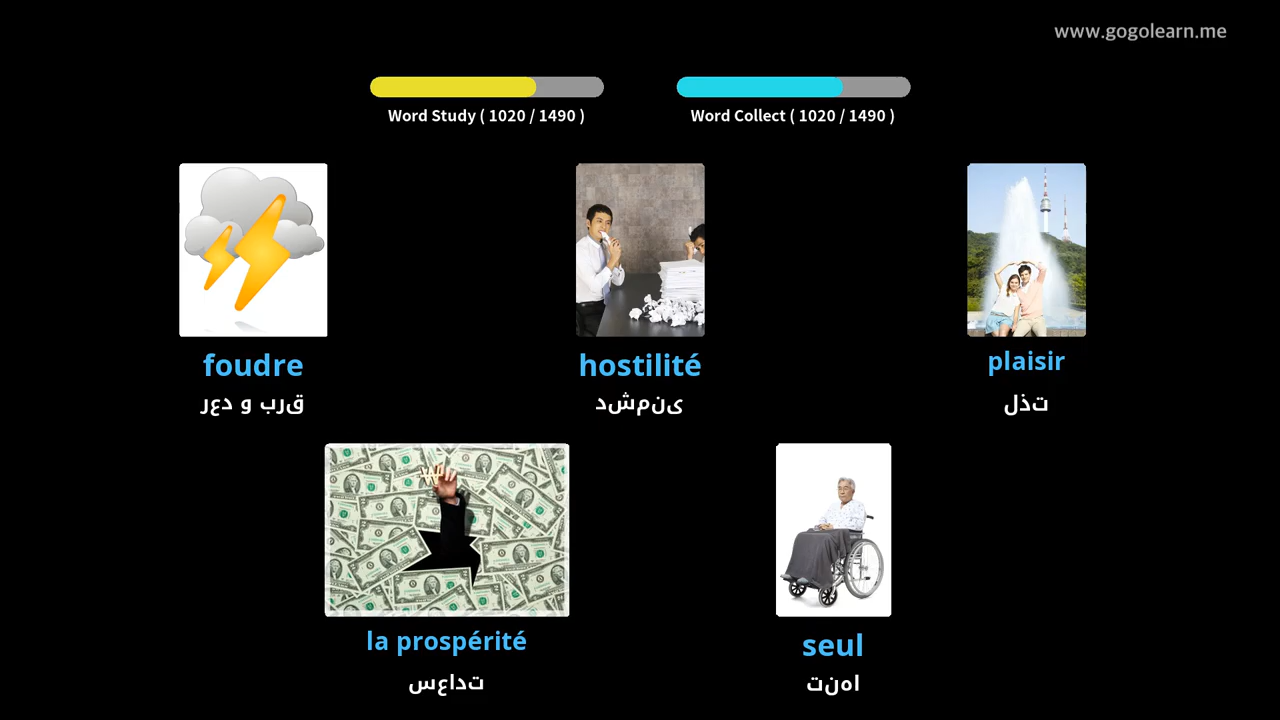 www.gogolearn.me
Word Study ( 1020 / 1490 )
Word Collect ( 1020 / 1490 )
foudre
قرب و دعر
hostilité
ینمشد
plaisir
تذل
la prospérité
تداعس
seul
اهنت